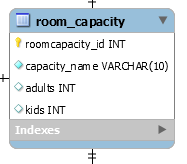 room_capacity
roomcapacity_id INT
capacity_name VARCHAR(10)
adults INT
kids INT
Indexes